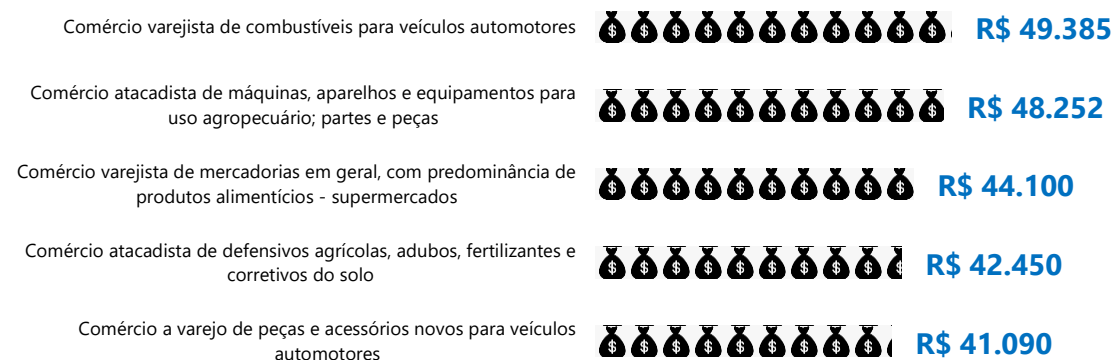 Comércio varejista de combustíveis para veículos automotores
R$ 49.385
Comércio atacadista de máquinas, aparelhos e equipamentos para
uso agropecuário; partes e peças
R$ 48.252
Comércio varejista de mercadorias em geral, com predominância de
produtos alimentícios - supermercados
R$ 44.100
Comércio atacadista de defensivos agrícolas, adubos, fertilizantes e
corretivos do solo
R$ 42.450
Comércio a varejo de peças e acessórios novos para veículos
automotores
R$ 41.090